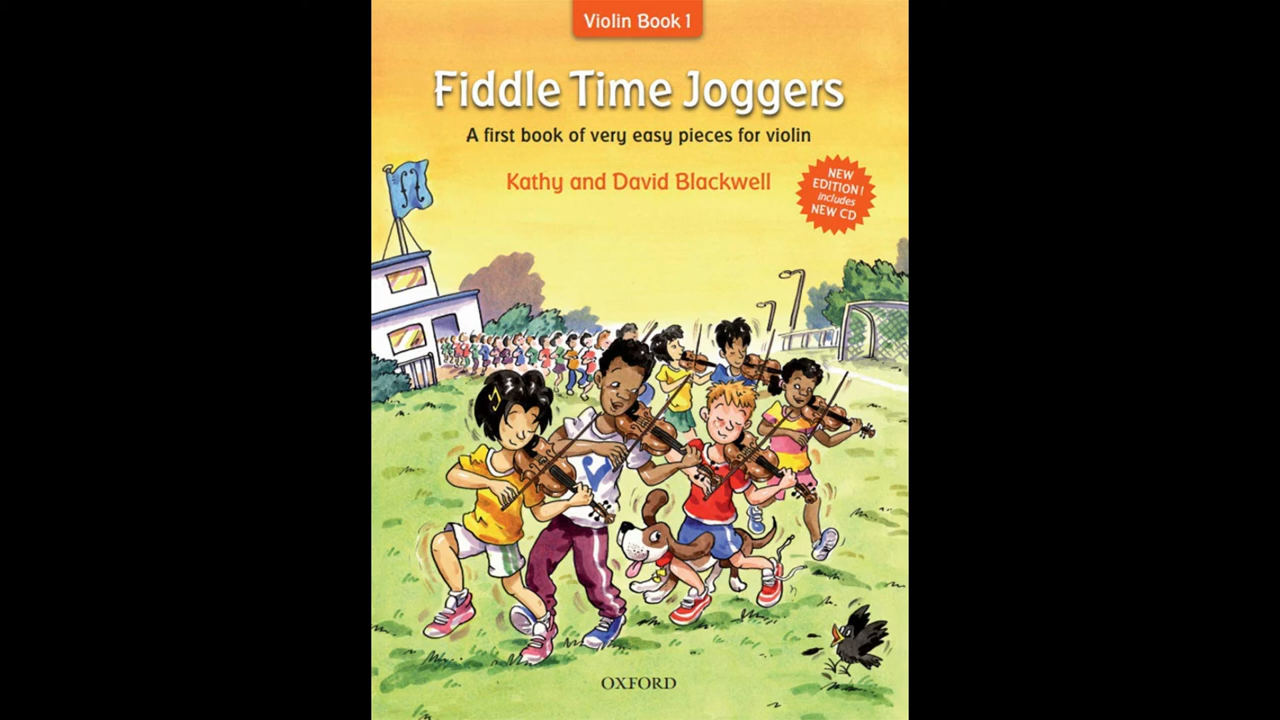 Violin Book 1
Fiddle Time Joggers
A first book of very easy pieces for violin
Kathy and David Blackwell
NEW
EDITION!
includes
NEW CD
OXFORD